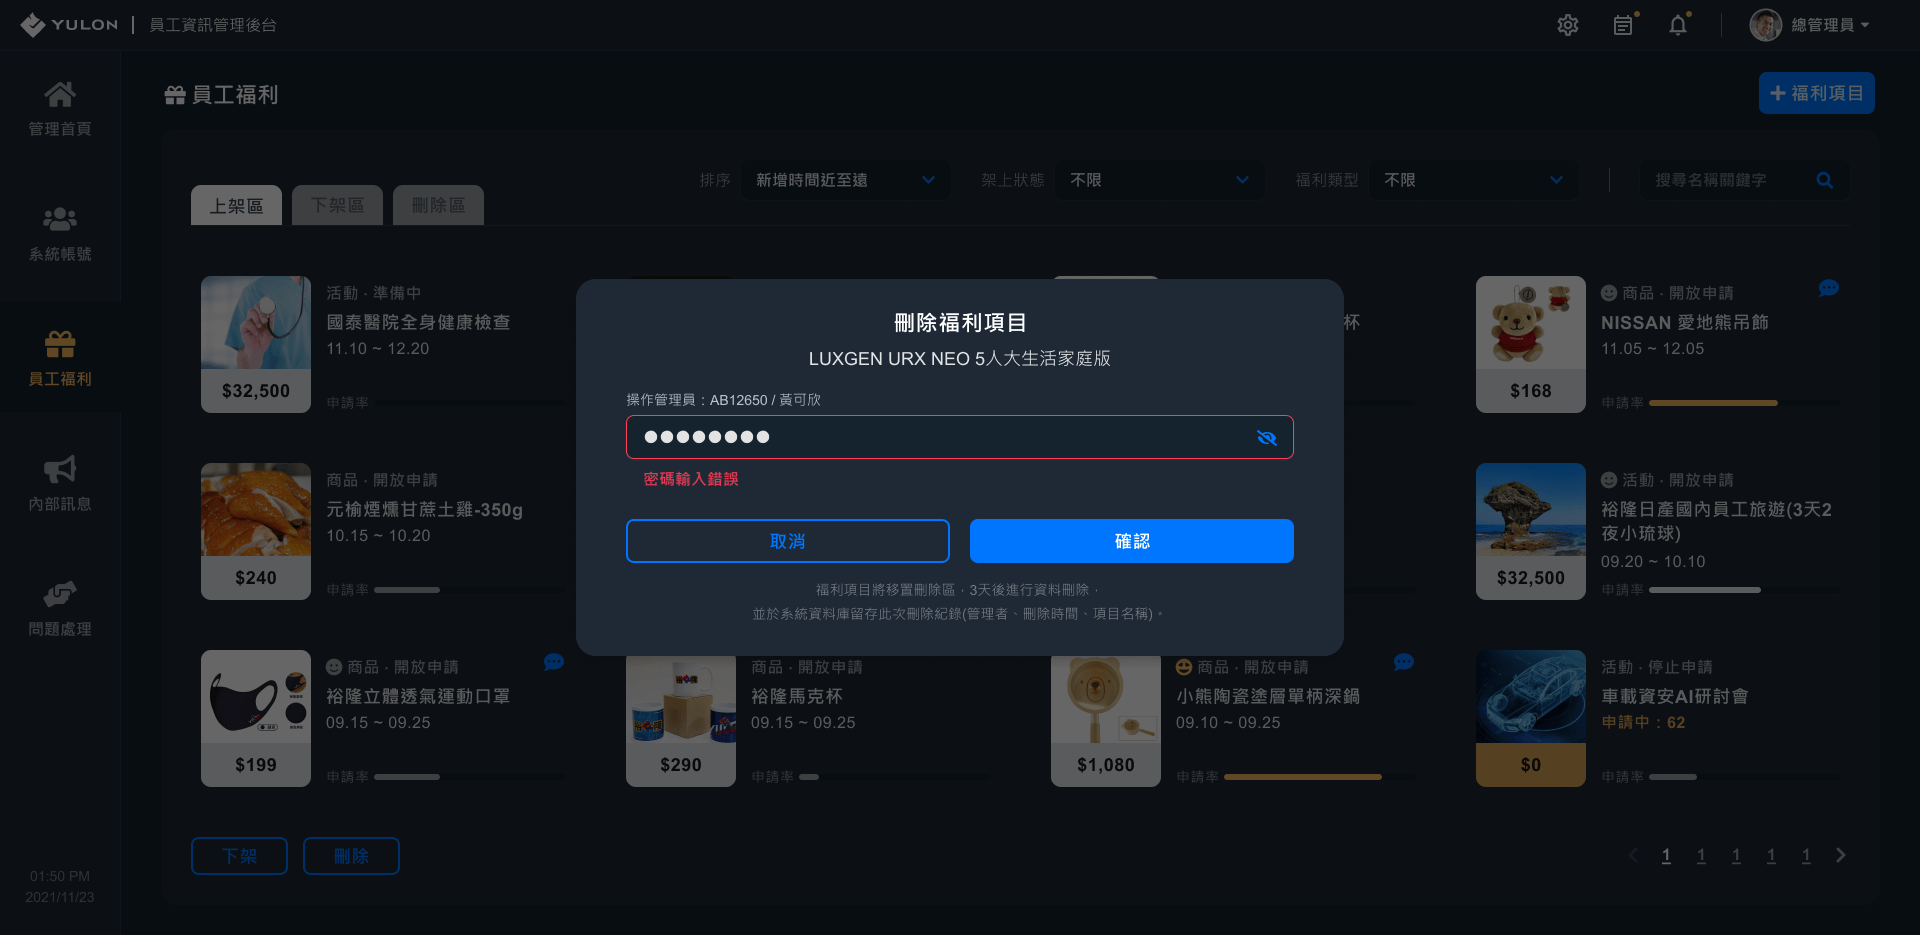 YULON | 員工資訊管理後台
總管理員
管理首頁
系統帳號
員工福利
內部訊息
問題處理
01:50 PM
2021/11/23
員工福利
福利項目
上架區
下架區
刪除區
排序
新增時間近至遠
架上狀態
不限
福利類型
不限
搜尋名稱關鍵字
活動 · 準備中
國泰醫院全身健康檢查
11.10 ~ 12.20
$32,500
申請率
杯
商品 · 開放申請
NISSAN 愛地熊吊飾
11.05 ~ 12.05
$168
申請率
商品 · 開放申請
元榆煙燻甘蔗土雞-350g
10.15 ~ 10.20
$240
申請率
活動 · 開放申請
裕隆日產國內員工旅遊(3天2
夜小琉球)
09.20 ~ 10.10
$32,500
申請率
商品 · 開放申請
裕隆立體透氣運動口罩
09.15 ~ 09.25
$199
申請率
商品 · 開放申請
裕隆馬克杯
09.15 ~ 09.25
$290
申請率
商品 · 開放申請
小熊陶瓷塗層單柄深鍋
09.10 ~ 09.25
$1,080
申請率
活動 · 停止申請
車載資安AI研討會
申請中：62
$0
申請率
刪除福利項目
LUXGEN URX NEO 5人大生活家庭版
操作管理員：AB12650 / 黃可欣
密碼輸入錯誤
取消
確認
福利項目將移置刪除區，3天後進行資料刪除，
並於系統資料庫留存此次刪除紀錄(管理者、刪除時間、項目名稱)。
下架
刪除
1 1 1 1 1